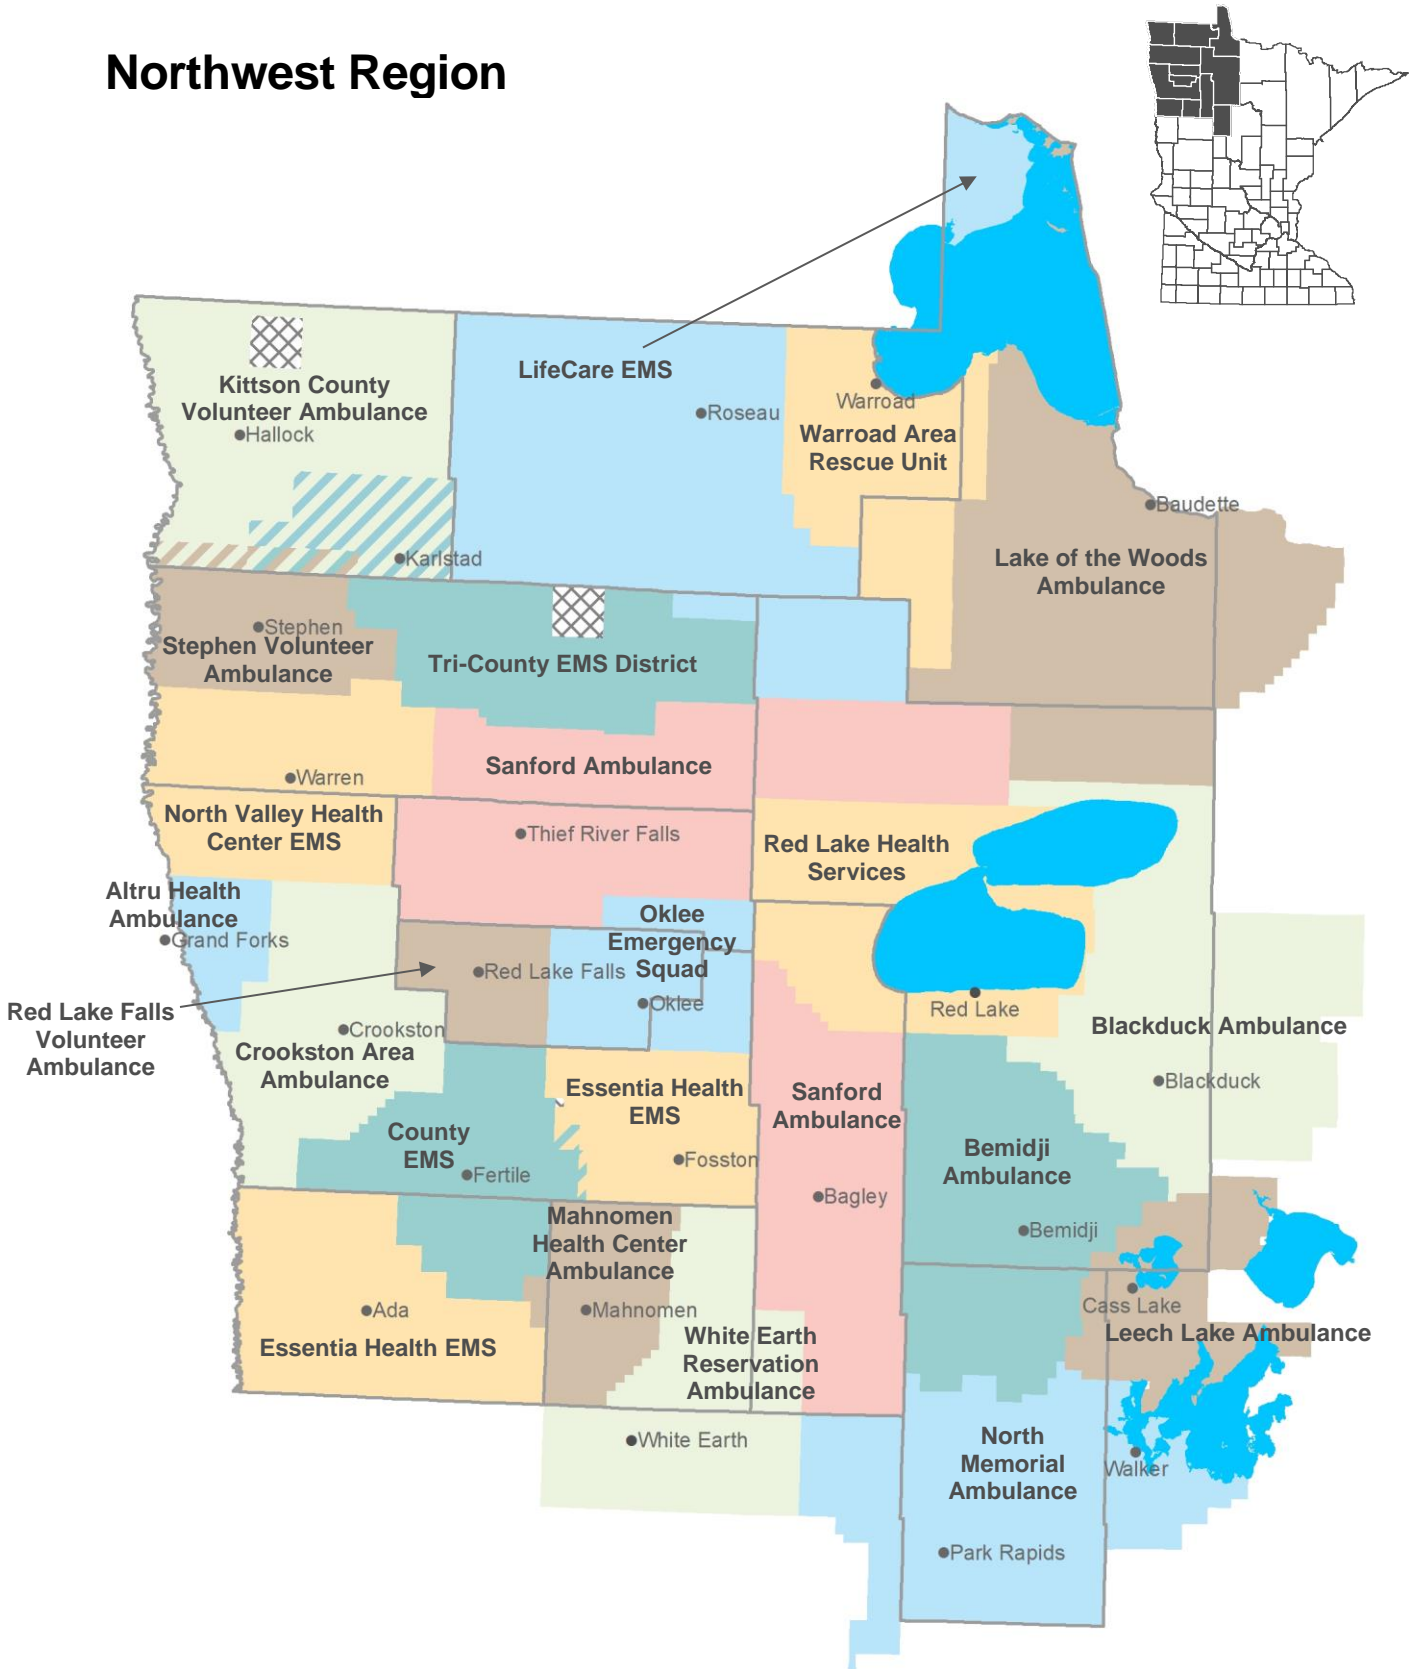 Northwest Region
LifeCare EMS
Kittson County
Volunteer Ambulance
Hallock
Roseau
Warroad
Warroad Area
Rescue Unit
Baudette
Karlstad
Lake of the Woods
Ambulance
Stephen
Stephen Volunteer
Ambulance
Tri-County EMS District
Warren
Sanford Ambulance
North Valley Health
Center EMS
Thief River Falls
Red Lake Health
Services
Altru Health
Ambulance
Grand Forks
Oklee
Emergency
Squad
Red Lake Falls
Oklee
Red Lake
Red Lake Falls
Volunteer
Ambulance
Crookston
Crookston Area
Ambulance
Blackduck Ambulance
Blackduck
Essentia Health
EMS
Sanford
Ambulance
County
EMS
Fertile
Fosston
Bemidji
Ambulance
Bagley
Bemidji
Mahnomen
Health Center
Ambulance
Ada
Mahnomen
Cass Lake
Essentia Health EMS
White Earth
Reservation
Ambulance
Leech Lake Ambulance
White Earth
North
Memorial
Ambulance
Walker
Park Rapids